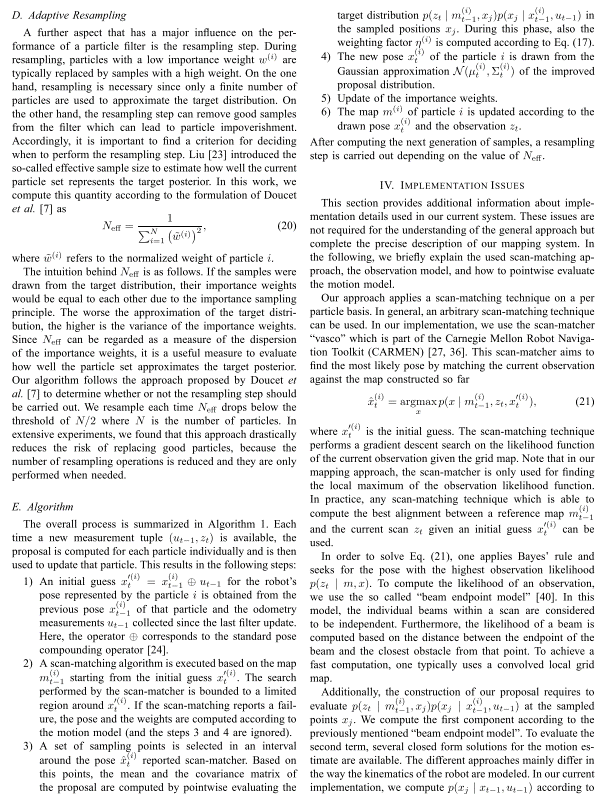 D. Adaptive Resampling
A further aspect that has a major influence on the per-
formance of a particle filter is the resampling step. During
resampling, particles with a low importance weight w^{(i)} are
typically replaced by samples with a high weight. On the one
hand, resampling is necessary since only a finite number of
particles are used to approximate the target distribution. On
the other hand, the resampling step can remove good samples
from the filter which can lead to particle impoverishment.
Accordingly, it is important to find a criterion for deciding
when to perform the resampling step. Liu [23] introduced the
so-called effective sample size to estimate how well the current
particle set represents the target posterior. In this work, we
compute this quantity according to the formulation of Doucet
et al. [7] as
N_{eff} = \frac{1}{\sum_{i=1}^{N} (\tilde{w}^{(i)})^2}, (20)
where \tilde{w}^{(i)} refers to the normalized weight of particle i.
The intuition behind N_{eff} is as follows. If the samples were
drawn from the target distribution, their importance weights
would be equal to each other due to the importance sampling
principle. The worse the approximation of the target distri-
bution, the higher is the variance of the importance weights.
Since N_{eff} can be regarded as a measure of the dispersion
of the importance weights, it is a useful measure to evaluate
how well the particle set approximates the target posterior.
Our algorithm follows the approach proposed by Doucet et
al. [7] to determine whether or not the resampling step should
be carried out. We resample each time N_{eff} drops below the
threshold of N/2 where N is the number of particles. In
extensive experiments, we found that this approach drastically
reduces the risk of replacing good particles, because the
number of resampling operations is reduced and they are only
performed when needed.
E. Algorithm
The overall process is summarized in Algorithm 1. Each
time a new measurement tuple (u_{t-1}, z_t) is available, the
proposal is computed for each particle individually and is then
used to update that particle. This results in the following steps:
1) An initial guess x'^{(i)}_t = x^{(i)}_{t-1} ⊕ u_{t-1} for the robot's
pose represented by the particle i is obtained from the
previous pose x^{(i)}_{t-1} of that particle and the odometry
measurements u_{t-1} collected since the last filter update.
Here, the operator ⊕ corresponds to the standard pose
compounding operator [24].
2) A scan-matching algorithm is executed based on the map
m^{(i)}_{t-1} starting from the initial guess x'^{(i)}_t. The search
performed by the scan-matcher is bounded to a limited
region around x'^{(i)}_t. If the scan-matching reports a fail-
ure, the pose and the weights are computed according to
the motion model (and the steps 3 and 4 are ignored).
3) A set of sampling points is selected in an interval
around the pose \hat{x}^{(i)}_t reported scan-matcher. Based on
this points, the mean and the covariance matrix of
the proposal are computed by pointwise evaluating the
target distribution p(z_t | m^{(i)}_{t-1}, x_j)p(x_j | x^{(i)}_{t-1}, u_{t-1}) in
the sampled positions x_j. During this phase, also the
weighting factor η^{(i)} is computed according to Eq. (17).
4) The new pose x^{(i)}_t of the particle i is drawn from the
Gaussian approximation \mathcal{N}(μ^{(i)}_t, Σ^{(i)}_t) of the improved
proposal distribution.
5) Update of the importance weights.
6) The map m^{(i)} of particle i is updated according to the
drawn pose x^{(i)}_t and the observation z_t.
After computing the next generation of samples, a resampling
step is carried out depending on the value of N_{eff}.
IV. IMPLEMENTATION ISSUES
This section provides additional information about imple-
mentation details used in our current system. These issues are
not required for the understanding of the general approach but
complete the precise description of our mapping system. In
the following, we briefly explain the used scan-matching ap-
proach, the observation model, and how to pointwise evaluate
the motion model.
Our approach applies a scan-matching technique on a per
particle basis. In general, an arbitrary scan-matching technique
can be used. In our implementation, we use the scan-matcher
"vasco" which is part of the Carnegie Mellon Robot Naviga-
tion Toolkit (CARMEN) [27, 36]. This scan-matcher aims to
find the most likely pose by matching the current observation
against the map constructed so far
\hat{x}^{(i)}_t = \operatorname{argmax}_x p(x | m^{(i)}_{t-1}, z_t, x'^{(i)}_t), (21)
where x'^{(i)}_t is the initial guess. The scan-matching technique
performs a gradient descent search on the likelihood function
of the current observation given the grid map. Note that in our
mapping approach, the scan-matcher is only used for finding
the local maximum of the observation likelihood function.
In practice, any scan-matching technique which is able to
compute the best alignment between a reference map m^{(i)}_{t-1}
and the current scan z_t given an initial guess x'^{(i)}_t can be
used.
In order to solve Eq. (21), one applies Bayes' rule and
seeks for the pose with the highest observation likelihood
p(z_t | m, x). To compute the likelihood of an observation,
we use the so called "beam endpoint model" [40]. In this
model, the individual beams within a scan are considered
to be independent. Furthermore, the likelihood of a beam is
computed based on the distance between the endpoint of the
beam and the closest obstacle from that point. To achieve a
fast computation, one typically uses a convolved local grid
map.
Additionally, the construction of our proposal requires to
evaluate p(z_t | m^{(i)}_{t-1}, x_j)p(x_j | x^{(i)}_{t-1}, u_{t-1}) at the sampled
points x_j. We compute the first component according to the
previously mentioned "beam endpoint model". To evaluate the
second term, several closed form solutions for the motion es-
timate are available. The different approaches mainly differ in
the way the kinematics of the robot are modeled. In our current
implementation, we compute p(x_j | x_{t-1}, u_{t-1}) according to